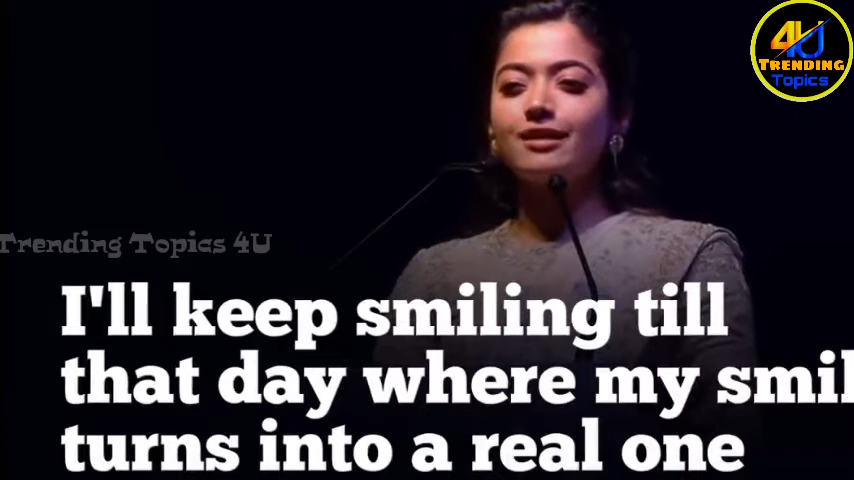 4U
TRENDING
Topics
Trending Topics 4U
I'll keep smiling till
that day where my smil
turns into a real one